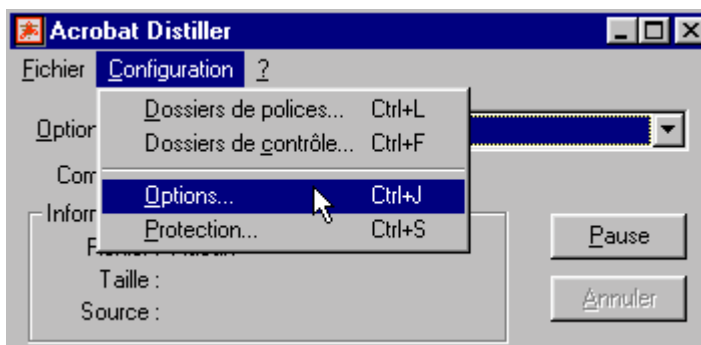 Acrobat Distiller
Fichier Configuration ?
Dossiers de polices... Ctrl+L
Dossiers de contrôle... Ctrl+F
Options... Ctrl+J
Protection... Ctrl+S
Pause
Taille :
Annuler
Source :